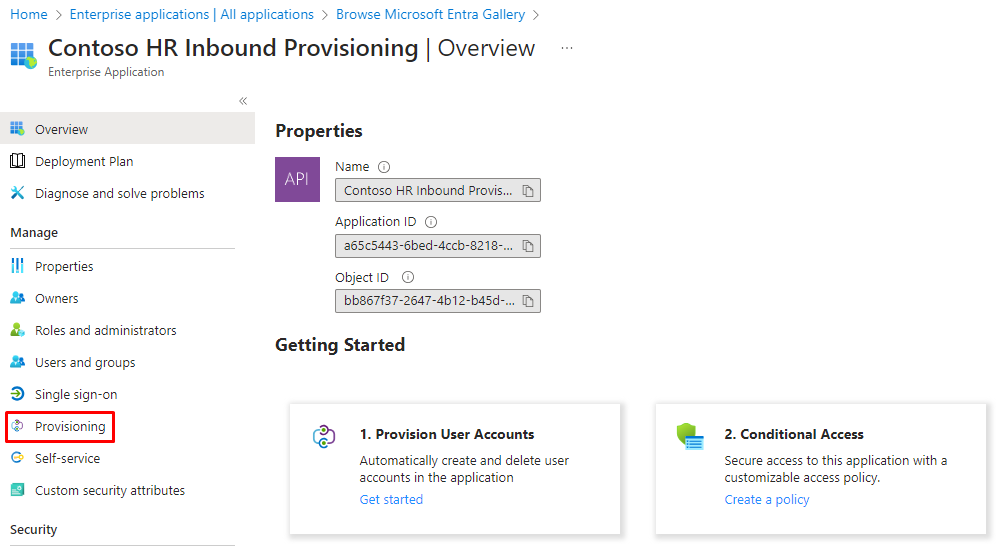 Home > Enterprise applications | All applications > Browse Microsoft Entra Gallery >
Contoso HR Inbound Provisioning | Overview ...
Enterprise Application
«
Overview
Deployment Plan
Diagnose and solve problems
Manage
Properties
Owners
Roles and administrators
Users and groups
Single sign-on
Provisioning
Self-service
Custom security attributes
Security
Properties
API
Name
Contoso HR Inbound Provis...
Application ID
a65c5443-6bed-4ccb-8218-...
Object ID
bb867f37-2647-4b12-b45d-...
Getting Started
1. Provision User Accounts
Automatically create and delete user
accounts in the application
Get started
2. Conditional Access
Secure access to this application with a
customizable access policy.
Create a policy